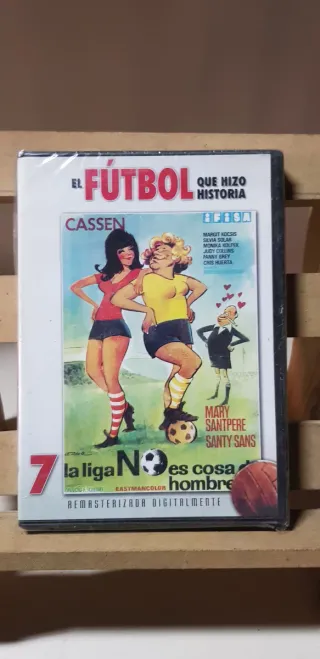 EL FÚTBOL QUE HIZO HISTORIA
CASSEN
IFISA
MARGIT KOCSIS
SILVIA SOLAR
MONIKA KOLPEK
JUDY COLLINS
FANNY GREY
CRIS HUERTA
MARY SANTPERE
SANTY SANS
7
la liga NO es cosa de hombres
EASTMANCOLOR
REMASTERIZADA DIGITALMENTE